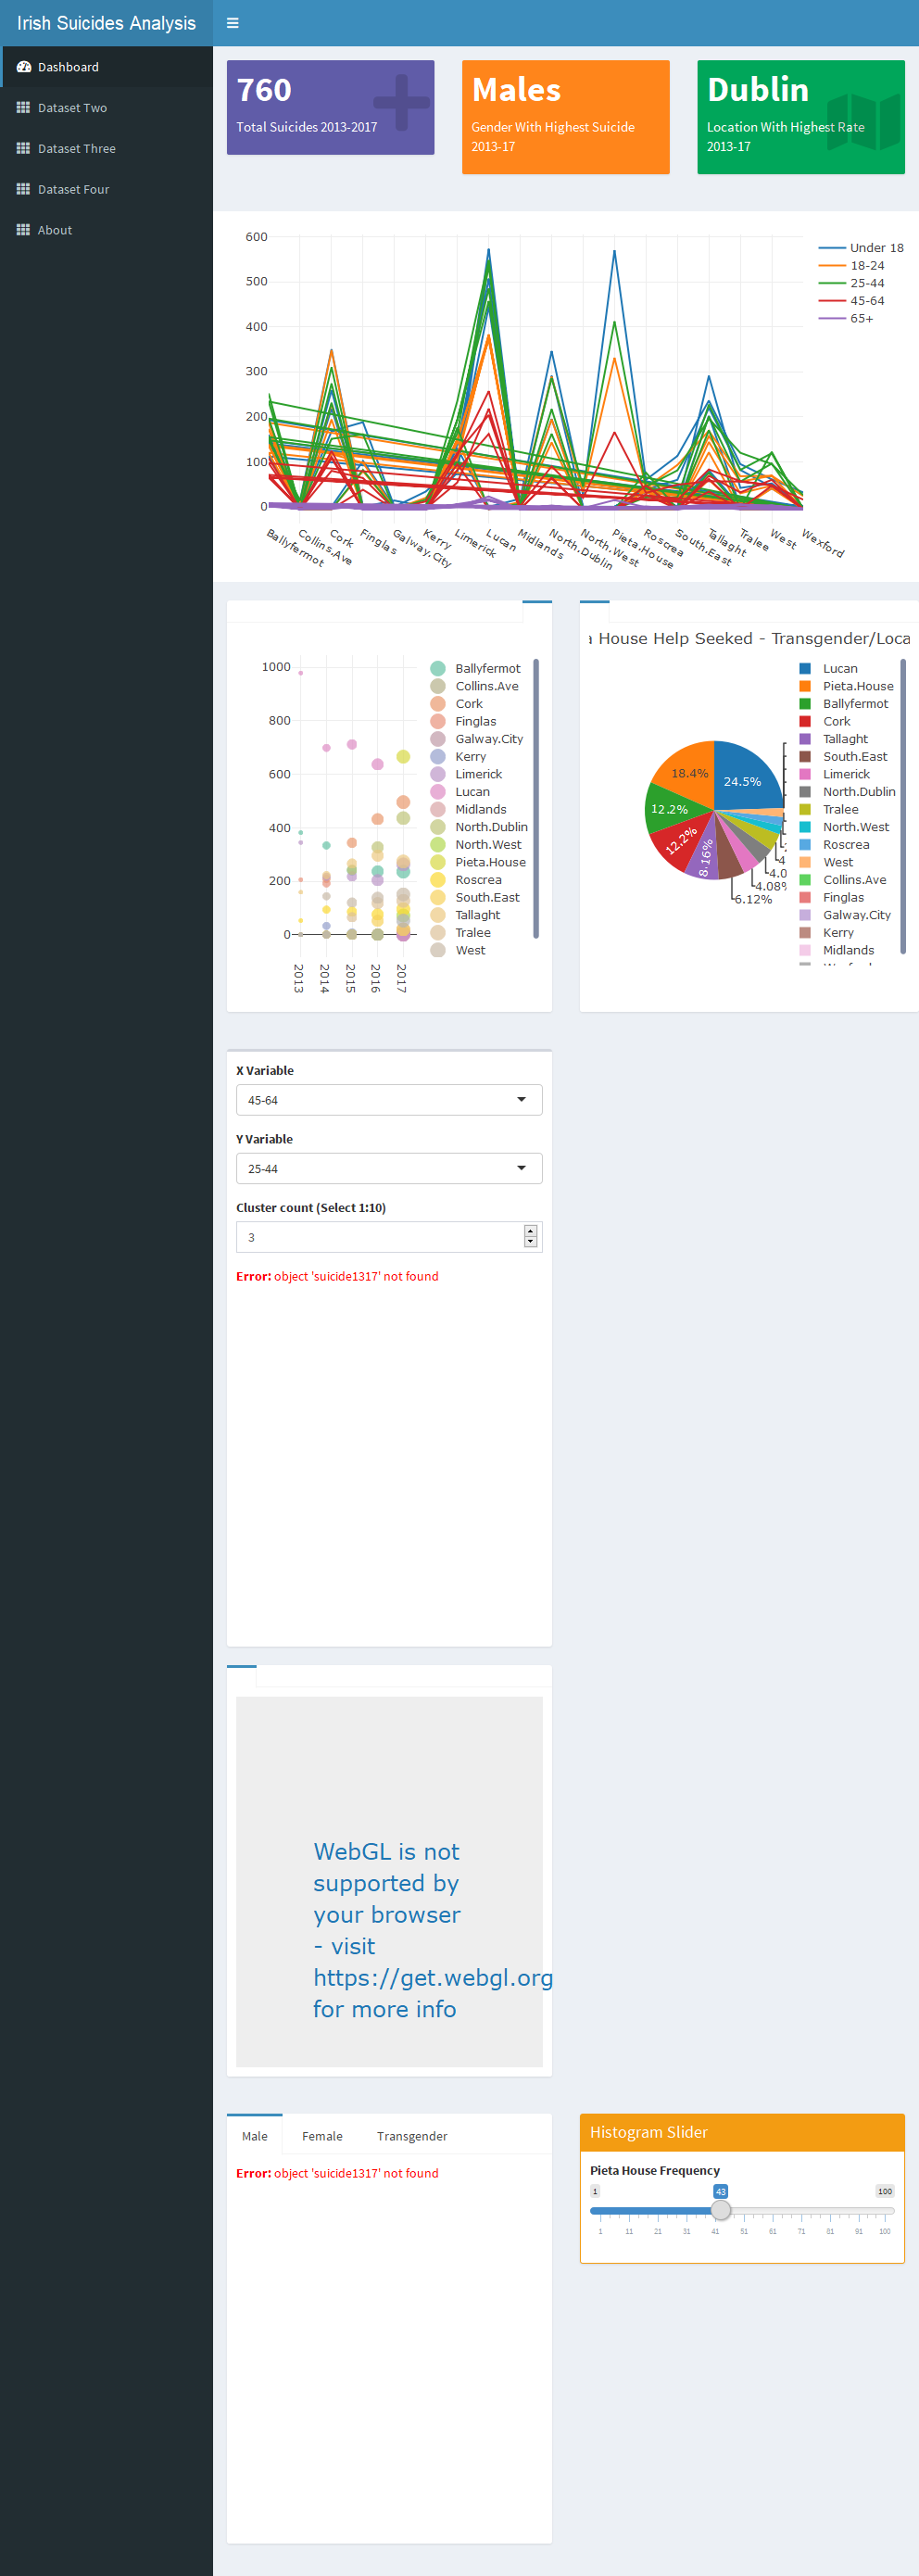 Irish Suicides Analysis
Dashboard
Dataset Two
Dataset Three
Dataset Four
About
760
Total Suicides 2013-2017
Males
Gender With Highest Suicide
2013-17
Dublin
Location With Highest Rate
2013-17
600
500
400
300
200
100
0
Ballyfermot
Collins.Ave
Cork
Finglas
Galway.City
Kerry
Limerick
Lucan
Midlands
North.Dublin
North.West
Pieta.House
Roscrea
South.East
Tallaght
Tralee
West
Wexford
Under 18
18-24
25-44
45-64
65+
1000
800
600
400
200
0
2013
2014
2015
2016
2017
Ballyfermot
Collins.Ave
Cork
Finglas
Galway.City
Kerry
Limerick
Lucan
Midlands
North.Dublin
North.West
Pieta.House
Roscrea
South.East
Tallaght
Tralee
West
House Help Seeked - Transgender/Loca
24.5%
18.4%
12.2%
12.2%
8.16%
6.12%
4.08%
4.0
4
Lucan
Pieta.House
Ballyfermot
Cork
Tallaght
South.East
Limerick
North.Dublin
Tralee
North.West
Roscrea
West
Collins.Ave
Finglas
Galway.City
Kerry
Midlands
X Variable
45-64
Y Variable
25-44
Cluster count (Select 1:10)
3
Error: object 'suicide1317' not found
WebGL is not
supported by
your browser
- visit
https://get.webgl.org
for more info
Male Female Transgender
Error: object 'suicide1317' not found
Histogram Slider
Pieta House Frequency
1 43 100
1 11 21 31 41 51 61 71 81 91 100